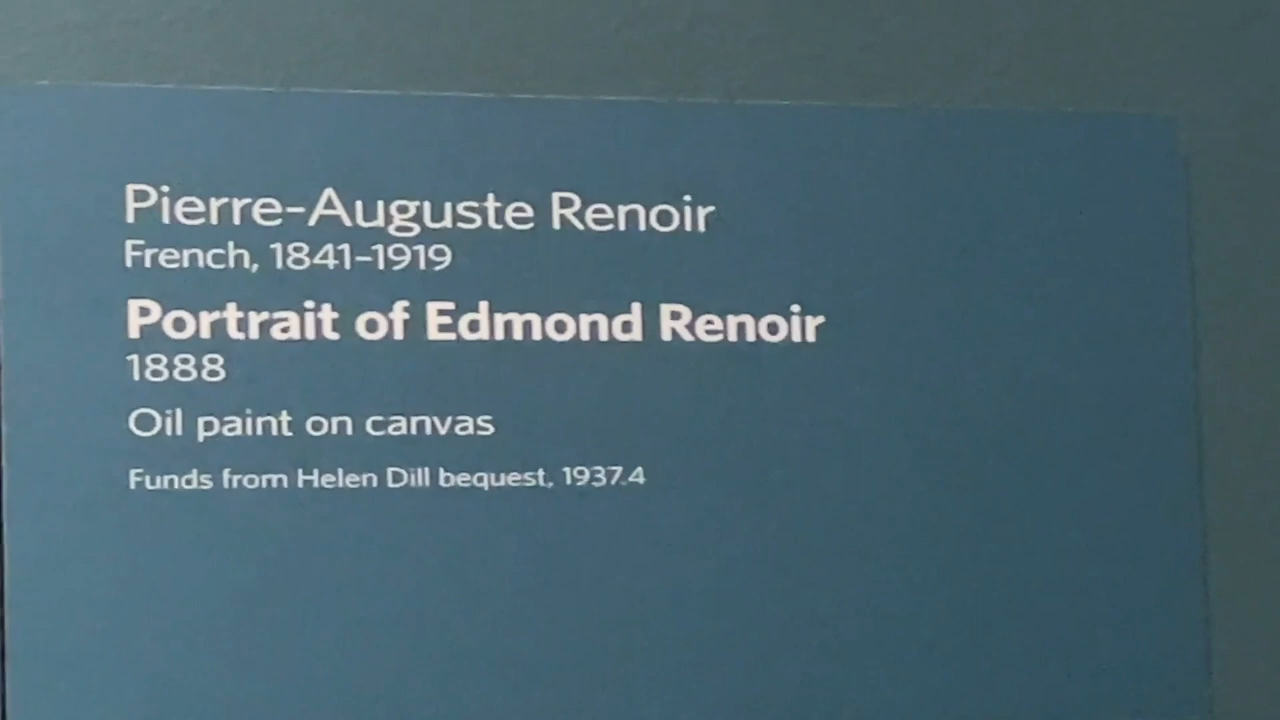 Pierre-Auguste Renoir
French, 1841–1919
Portrait of Edmond Renoir
1888
Oil paint on canvas
Funds from Helen Dill bequest, 1937.4